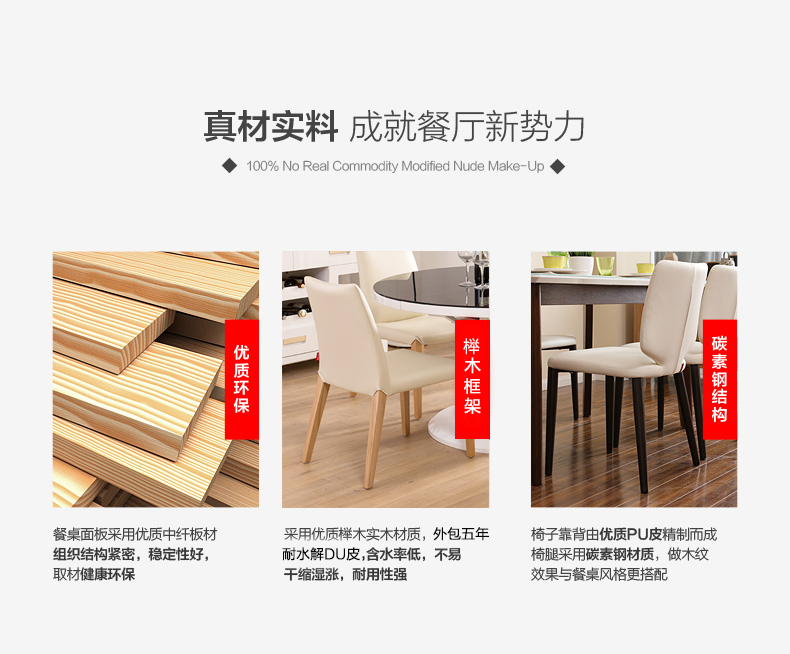 真材实料 成就餐厅新势力
100% No Real Commodity Modified Nude Make-Up
优质环保
榉木框架
碳素钢结构
餐桌面板采用优质中纤板材
组织结构紧密，稳定性好，
取材健康环保
采用优质榉木实木材质，外包五年
耐水解DU皮,含水率低，不易
干缩湿涨，耐用性强
椅子靠背由优质PU皮精制而成
椅腿采用碳素钢材质，做木纹
效果与餐桌风格更搭配